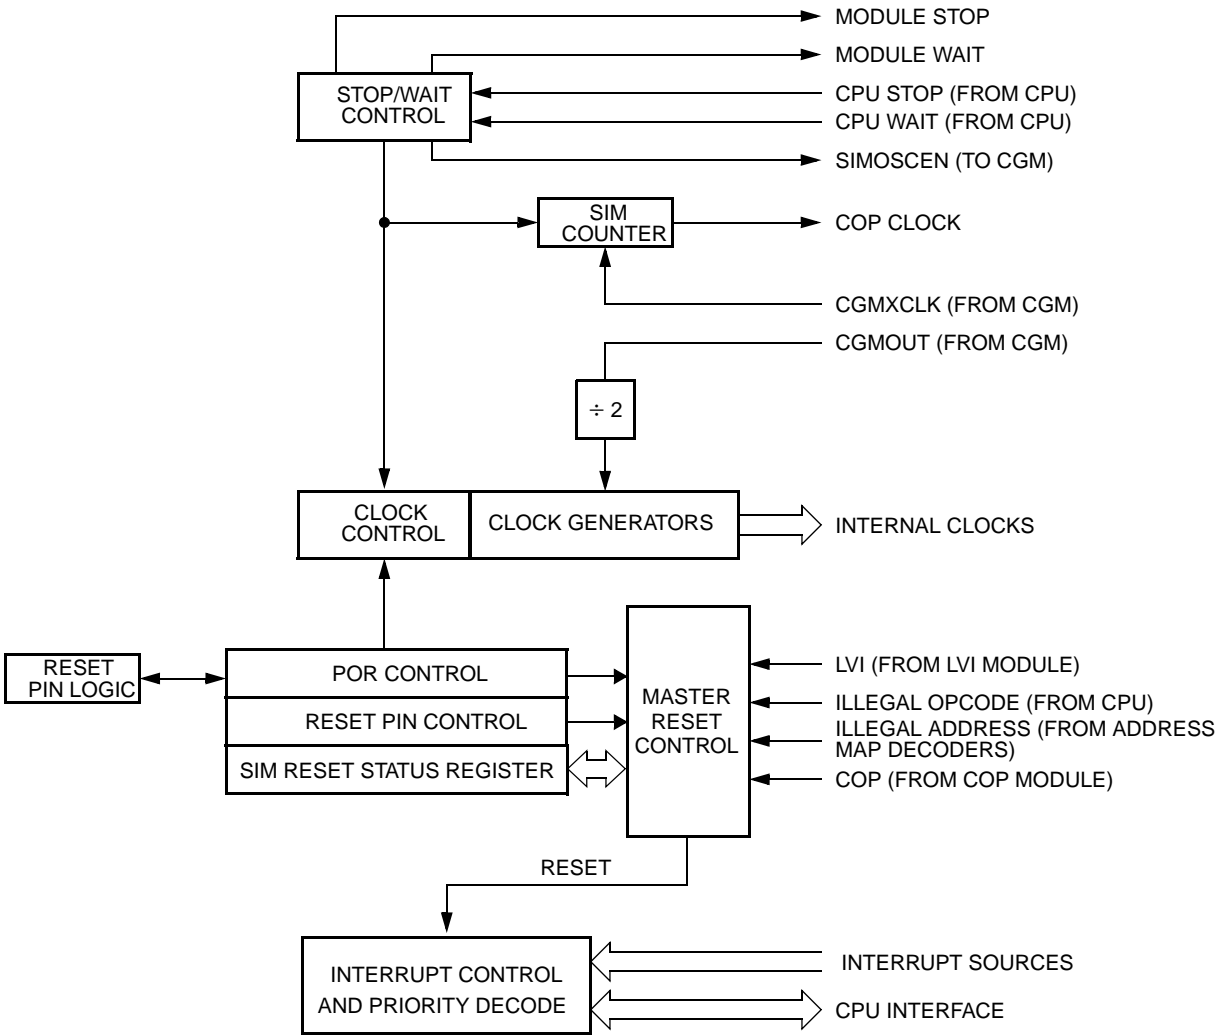 MODULE STOP
MODULE WAIT
STOP/WAIT
CONTROL
CPU STOP (FROM CPU)
CPU WAIT (FROM CPU)
SIMOSCEN (TO CGM)
SIM
COUNTER
COP CLOCK
CGMXCLK (FROM CGM)
CGMOUT (FROM CGM)
÷ 2
CLOCK
CONTROL
CLOCK GENERATORS
INTERNAL CLOCKS
RESET
PIN LOGIC
POR CONTROL
RESET PIN CONTROL
SIM RESET STATUS REGISTER
MASTER
RESET
CONTROL
LVI (FROM LVI MODULE)
ILLEGAL OPCODE (FROM CPU)
ILLEGAL ADDRESS (FROM ADDRESS
MAP DECODERS)
COP (FROM COP MODULE)
RESET
INTERRUPT CONTROL
AND PRIORITY DECODE
INTERRUPT SOURCES
CPU INTERFACE